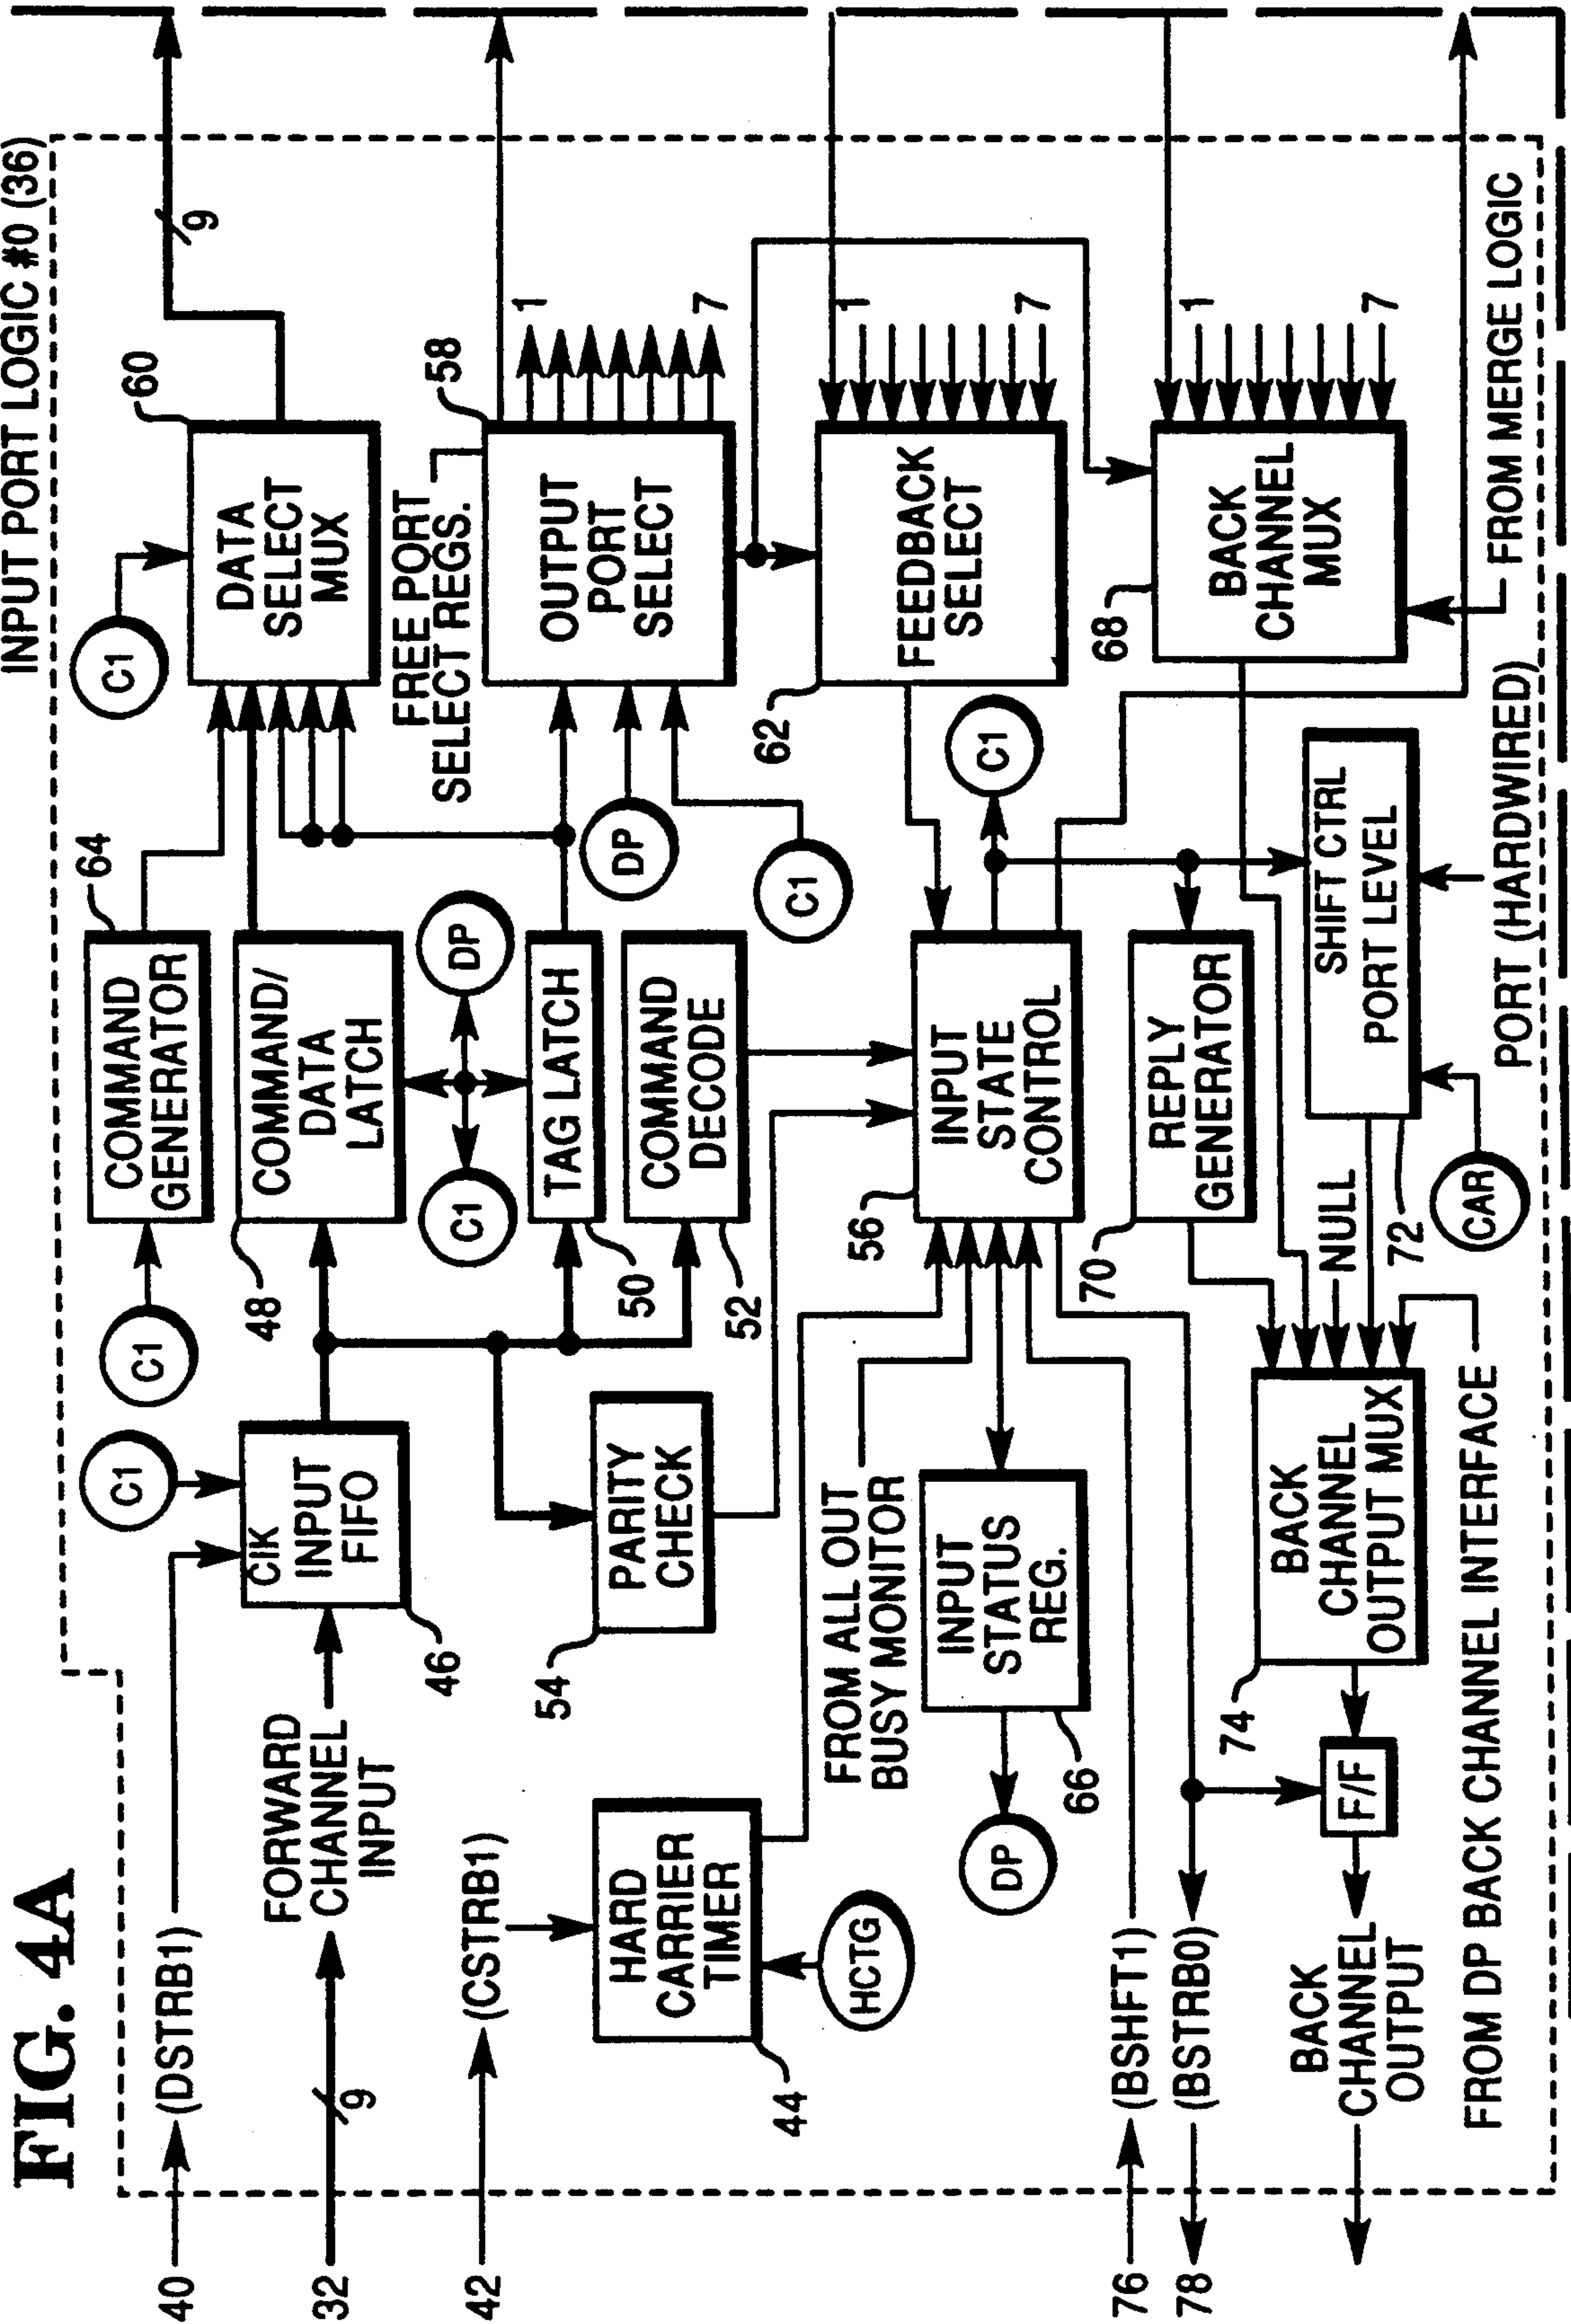 FIG. 4A
INPUT PORT LOGIC #0 (36)
40
(DSTRB1)
C1
CIK
INPUT
FIFO
46
32
9
FORWARD
CHANNEL
INPUT
C1
COMMAND
GENERATOR
64
COMMAND/
DATA
LATCH
48
C1
DP
TAG LATCH
50
COMMAND
DECODE
52
C1
DATA
SELECT
MUX
60
9
FREE PORT
SELECT REGS.
OUTPUT
PORT
SELECT
58
1
7
DP
C1
PARITY
CHECK
54
42
(CSTRB1)
HARD
CARRIER
TIMER
44
HCTG
FROM ALL OUT
BUSY MONITOR
INPUT
STATUS
REG.
66
DP
INPUT
STATE
CONTROL
56
C1
FEEDBACK
SELECT
62
1
7
BACK
CHANNEL
MUX
68
1
7
FROM MERGE LOGIC
REPLY
GENERATOR
70
SHIFT CTRL
PORT LEVEL
72
CAR
PORT (HARDWIRED)
NULL
76
(BSHFT1)
78
(BSTRB0)
BACK
CHANNEL
OUTPUT MUX
74
F/F
BACK
CHANNEL
OUTPUT
FROM DP BACK CHANNEL INTERFACE